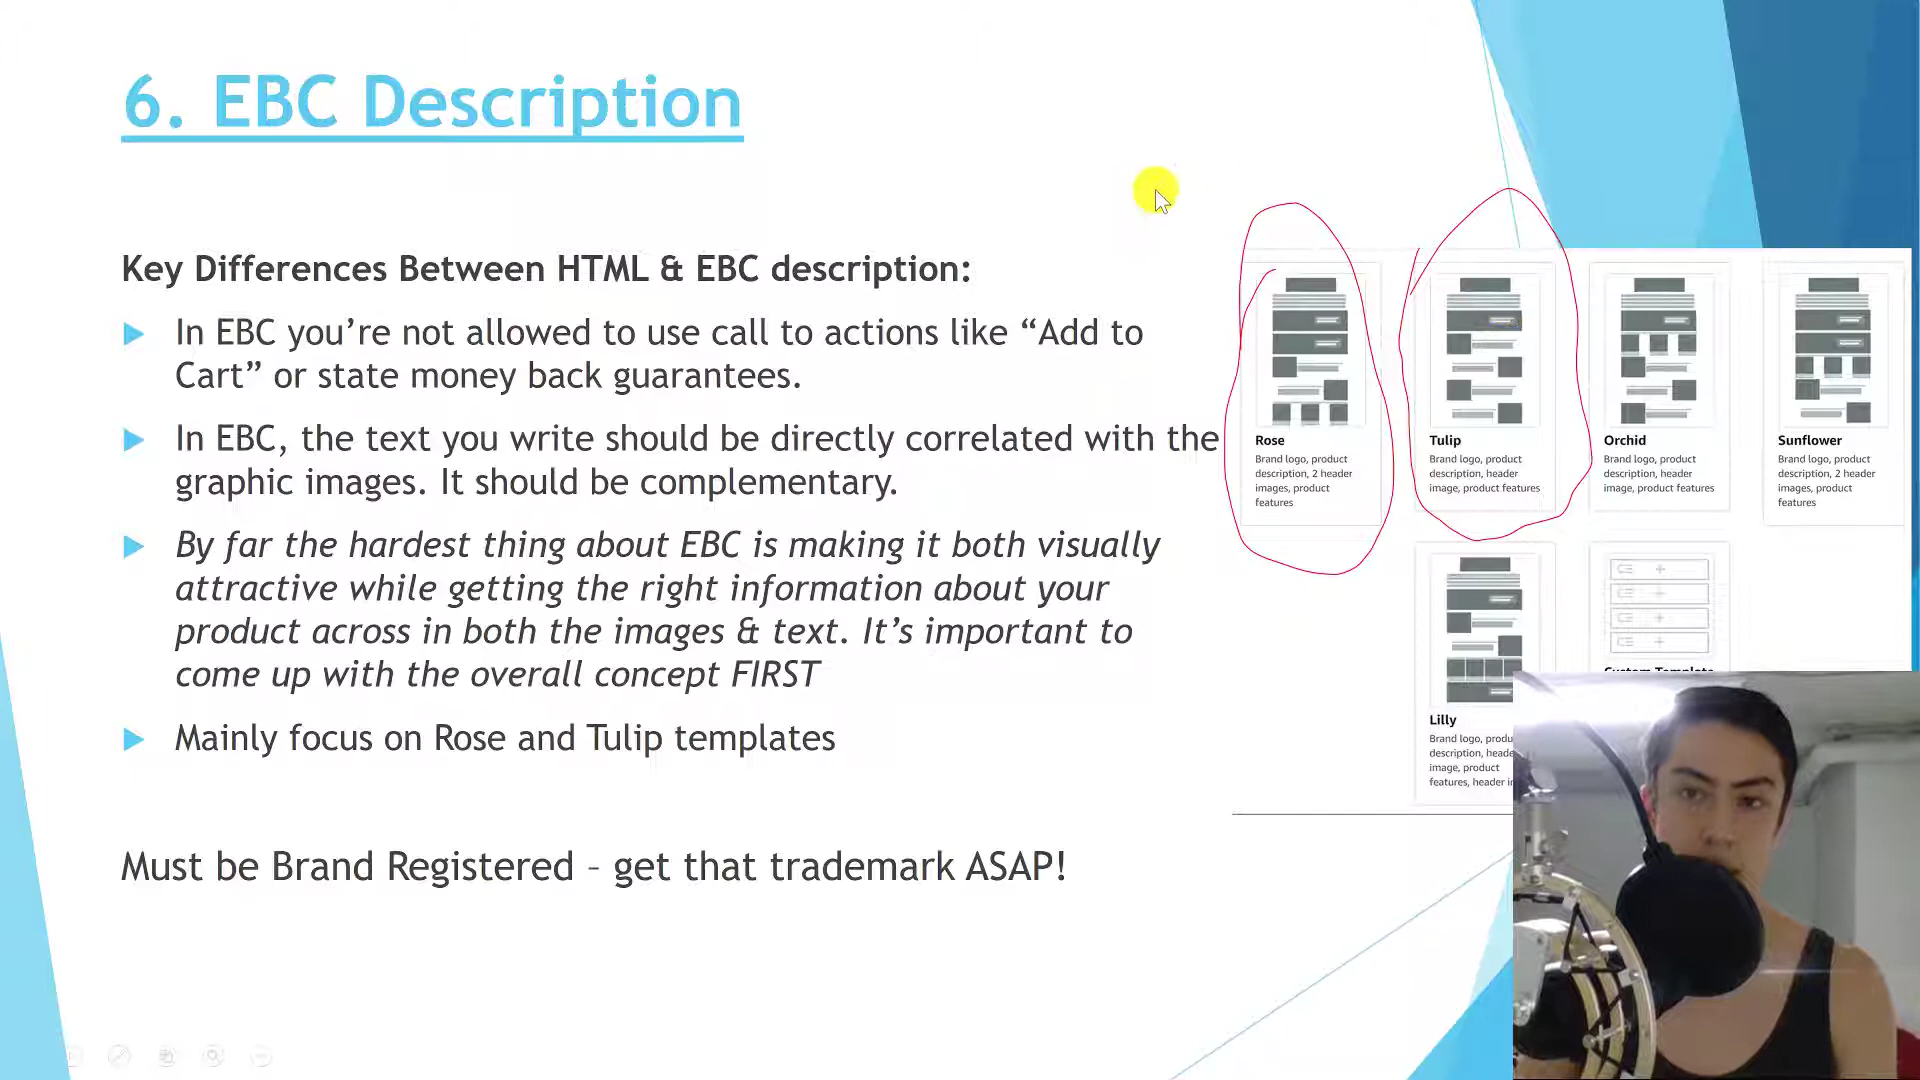 6. EBC Description
Key Differences Between HTML & EBC description:
In EBC you’re not allowed to use call to actions like “Add to
Cart” or state money back guarantees.
In EBC, the text you write should be directly correlated with the
graphic images. It should be complementary.
By far the hardest thing about EBC is making it both visually
attractive while getting the right information about your
product across in both the images & text. It’s important to
come up with the overall concept FIRST
Mainly focus on Rose and Tulip templates
Must be Brand Registered – get that trademark ASAP!
Rose
Brand logo, product
description, 2 header
images, product
features
Tulip
Brand logo, product
description, header
image, product features
Orchid
Brand logo, product
description, header
image, product features
Sunflower
Brand logo, product
description, 2 header
images, product
features
Lilly
Brand logo, produ
description, heade
image, product
features, header i
Custom Template